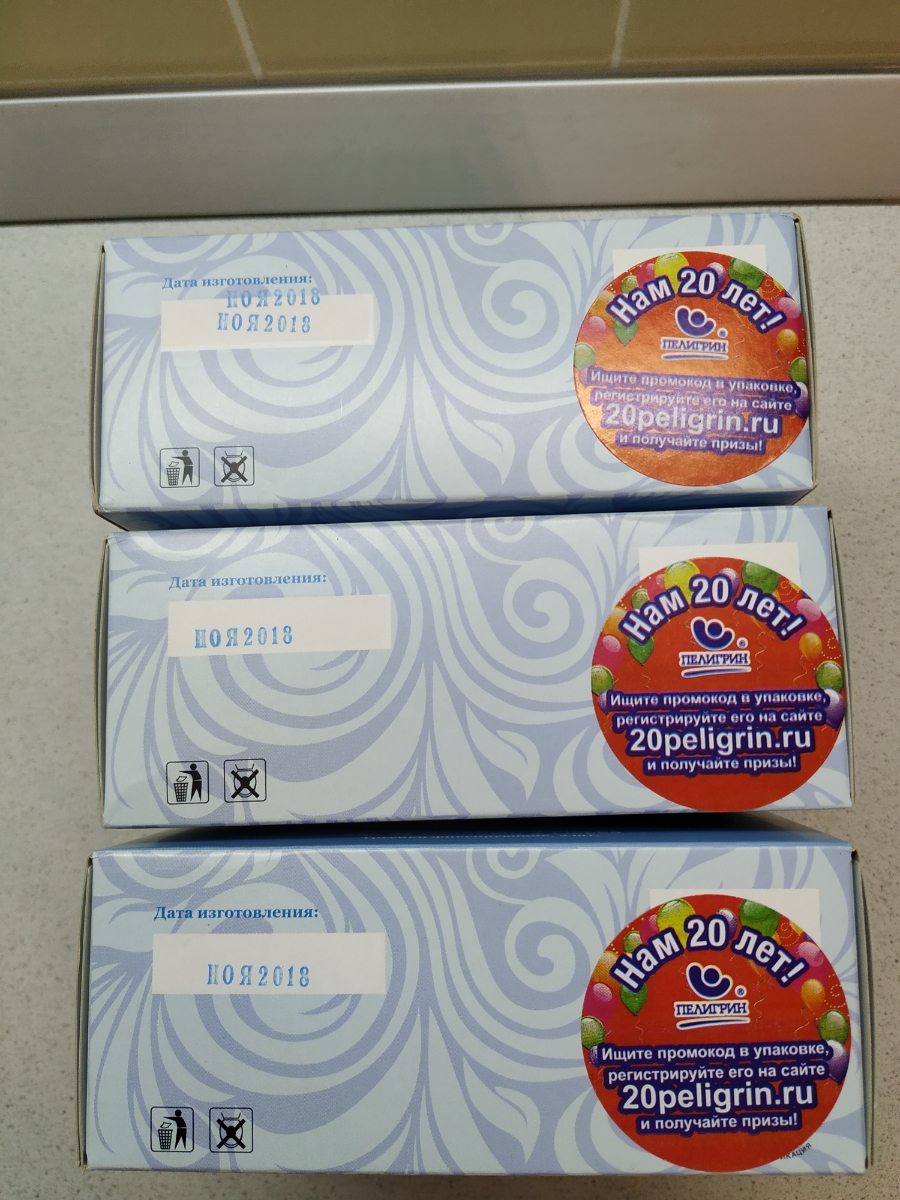 Дата изготовления:
НОЯ2018
НОЯ2018
Нам 20 лет!
ПЕЛИГРИН ®
Ищите промокод в упаковке,
регистрируйте его на сайте
20peligrin.ru
и получайте призы!
Дата изготовления:
НОЯ2018
Нам 20 лет!
ПЕЛИГРИН ®
Ищите промокод в упаковке,
регистрируйте его на сайте
20peligrin.ru
и получайте призы!
Дата изготовления:
НОЯ2018
Нам 20 лет!
ПЕЛИГРИН ®
Ищите промокод в упаковке,
регистрируйте его на сайте
20peligrin.ru
и получайте призы!